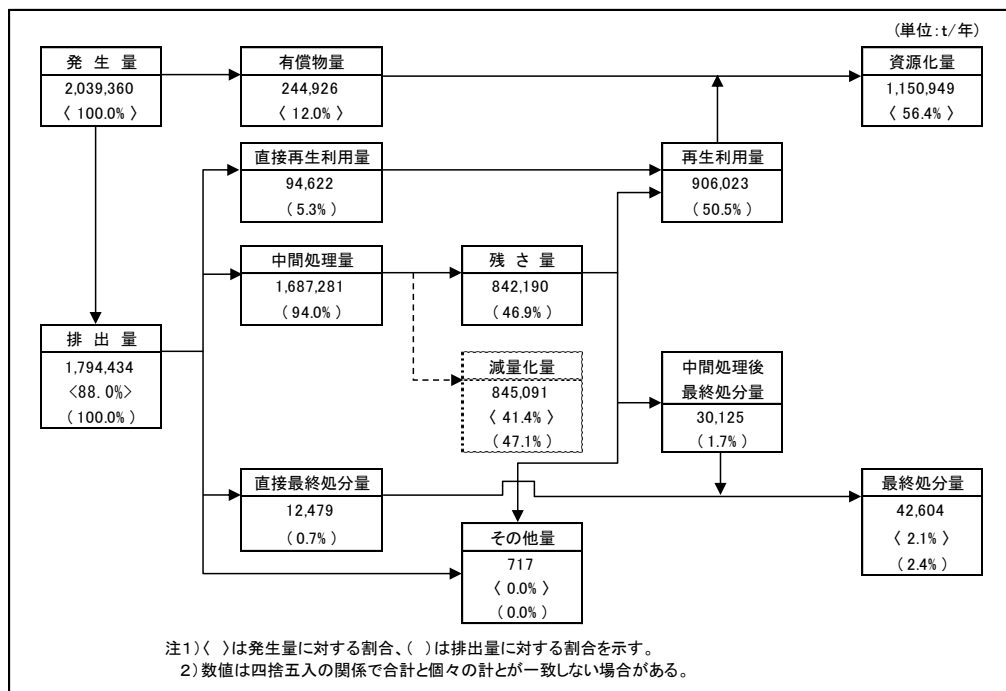 (単位:t/年)
発 生 量
2,039,360
〈 100.0% 〉
有償物量
244,926
〈 12.0% 〉
資源化量
1,150,949
〈 56.4% 〉
直接再生利用量
94,622
( 5.3% )
再生利用量
906,023
( 50.5% )
中間処理量
1,687,281
( 94.0% )
残 さ 量
842,190
( 46.9% )
排 出 量
1,794,434
<88.0%>
( 100.0% )
減量化量
845,091
〈 41.4% 〉
( 47.1% )
中間処理後
最終処分量
30,125
( 1.7% )
直接最終処分量
12,479
( 0.7% )
最終処分量
42,604
〈 2.1% 〉
( 2.4% )
その他量
717
〈 0.0% 〉
( 0.0% )
注1)〈 〉は発生量に対する割合、( )は排出量に対する割合を示す。
2)数値は四捨五入の関係で合計と個々の計とが一致しない場合がある。